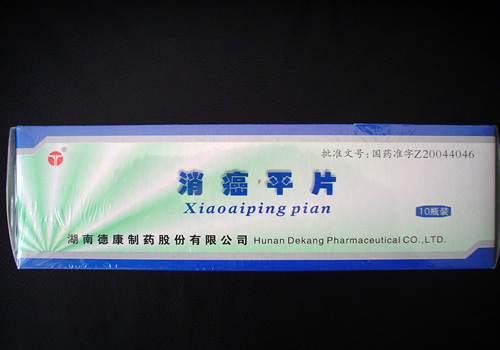 批准文号:国药准字Z20044046
消癌平片
Xiaoaiping pian
10瓶装
湖南德康制药股份有限公司 Hunan Dekang Pharmaceutical CO.,LTD.